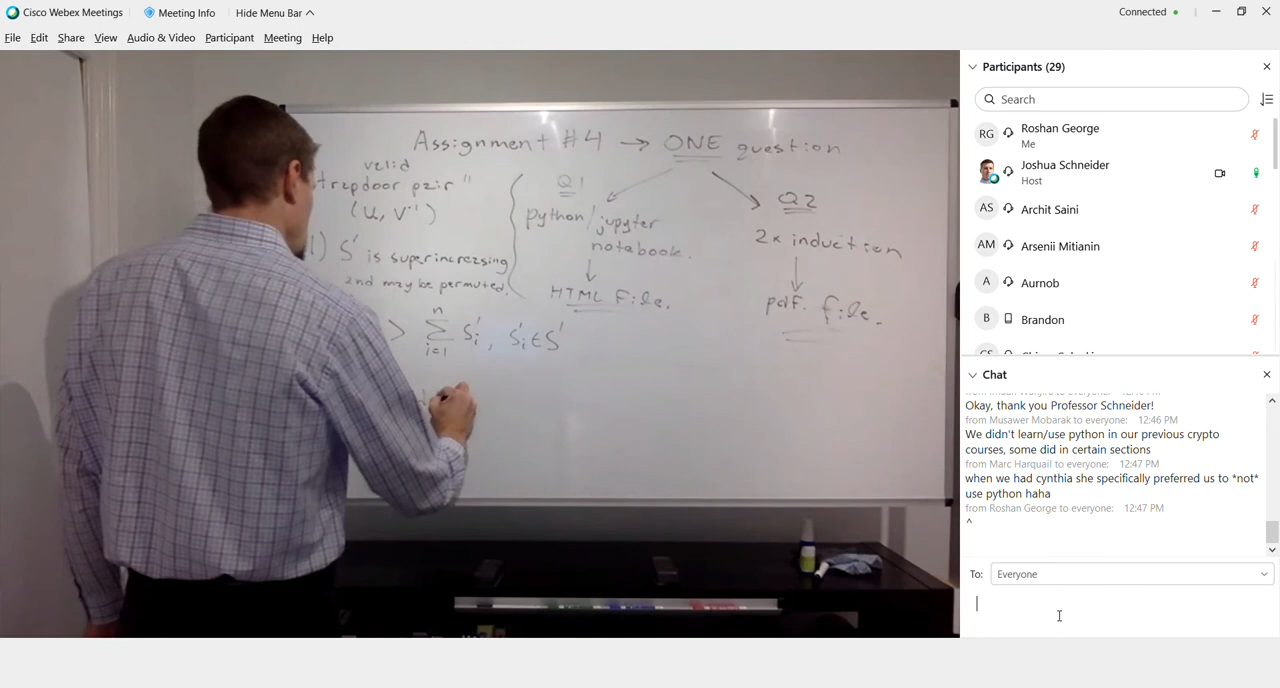 Cisco Webex Meetings
Meeting Info
Hide Menu Bar
Connected
File Edit Share View Audio & Video Participant Meeting Help
Assignment #4 → ONE question
valid
trapdoor pair"
(U, V⁻¹)
1) S' is superincreasing
and may be permuted.
> n Σ i=1 S'i, S'i ∈ S'
Q1
python/jupyter
notebook.
↓
HTML File.
Q2
2x induction
↓
pdf. file.
Participants (29)
Search
RG Roshan George
Me
Joshua Schneider
Host
AS Archit Saini
AM Arsenii Mitianin
A Aurnob
B Brandon
Chat
Okay, thank you Professor Schneider!
from Musawer Mobarak to everyone: 12:46 PM
We didn't learn/use python in our previous crypto
courses, some did in certain sections
from Marc Harquail to everyone: 12:47 PM
when we had cynthia she specifically preferred us to *not*
use python haha
from Roshan George to everyone: 12:47 PM
^
To: Everyone